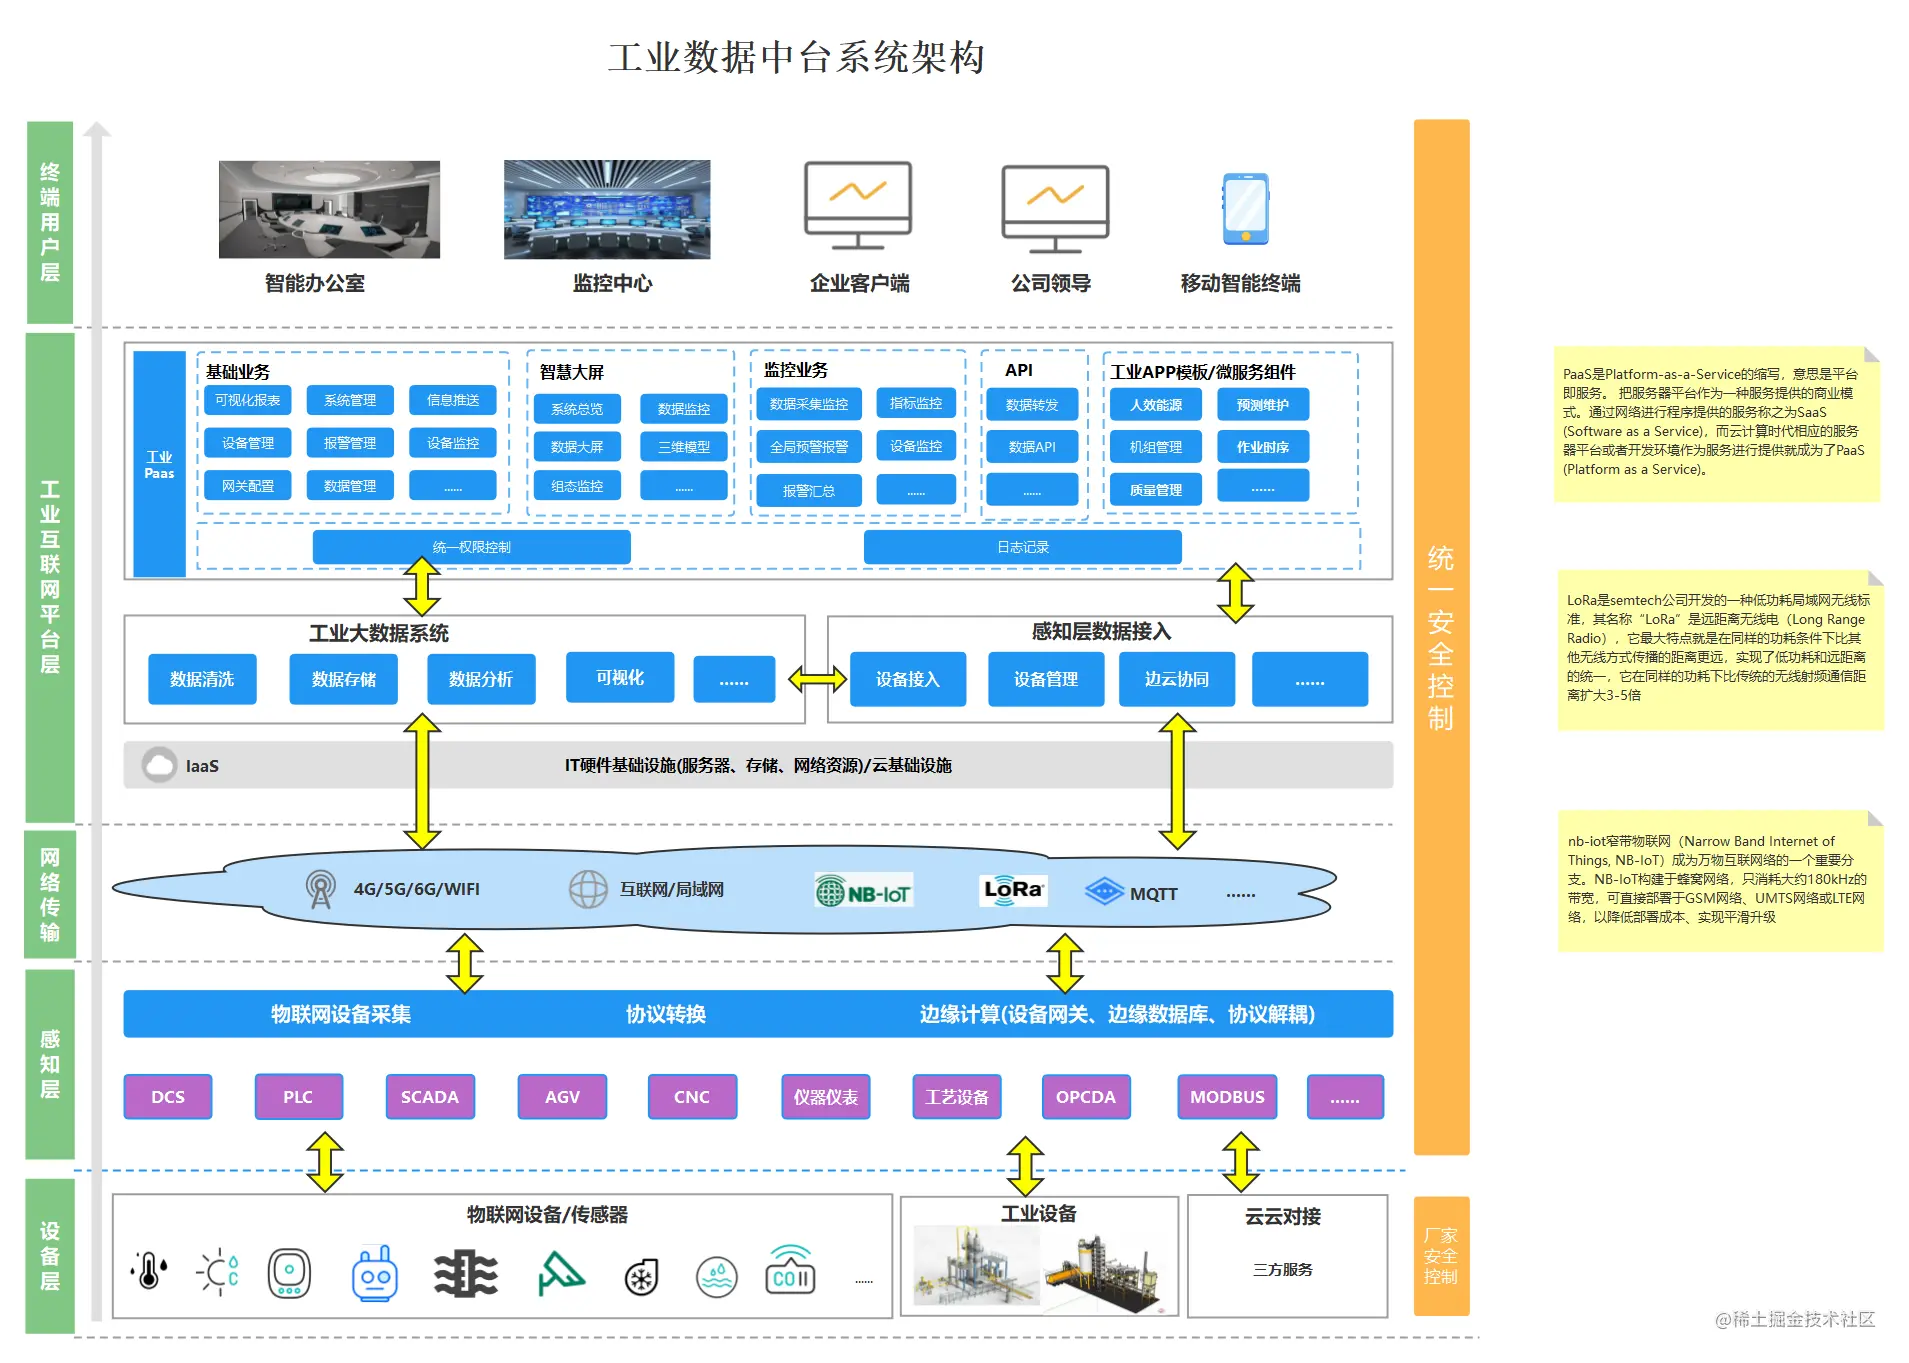 工业数据中台系统架构
终端用户层
智能办公室
监控中心
企业客户端
公司领导
移动智能终端
工业互联网平台层
工业
Paas
基础业务
可视化报表
系统管理
信息推送
设备管理
报警管理
设备监控
网关配置
数据管理
......
智慧大屏
系统总览
数据监控
数据大屏
三维模型
组态监控
......
监控业务
数据采集监控
指标监控
全局预警报警
设备监控
报警汇总
......
API
数据转发
数据API
......
工业APP模板/微服务组件
人效能源
预测维护
机组管理
作业时序
质量管理
......
统一权限控制
日志记录
工业大数据系统
数据清洗
数据存储
数据分析
可视化
......
感知层数据接入
设备接入
设备管理
边云协同
......
IaaS
IT硬件基础设施(服务器、存储、网络资源)/云基础设施
网络传输
4G/5G/6G/WIFI
互联网/局域网
NB-IoT
LoRa
MQTT
......
感知层
物联网设备采集
协议转换
边缘计算(设备网关、边缘数据库、协议解耦)
DCS
PLC
SCADA
AGV
CNC
仪器仪表
工艺设备
OPCDA
MODBUS
......
设备层
物联网设备/传感器
C
CO
......
工业设备
云云对接
三方服务
统一安全控制
厂家
安全
控制
PaaS是Platform-as-a-Service的缩写，意思是平台
即服务。 把服务器平台作为一种服务提供的商业模
式。通过网络进行程序提供的服务称之为SaaS
(Software as a Service)，而云计算时代相应的服务
器平台或者开发环境作为服务进行提供就成为了PaaS
(Platform as a Service)。
LoRa是semtech公司开发的一种低功耗局域网无线标
准，其名称“LoRa”是远距离无线电（Long Range
Radio），它最大特点就是在同样的功耗条件下比其
他无线方式传播的距离更远，实现了低功耗和远距离
的统一，它在同样的功耗下比传统的无线射频通信距
离扩大3-5倍
nb-iot窄带物联网（Narrow Band Internet of
Things, NB-IoT）成为万物互联网络的一个重要分
支。NB-IoT构建于蜂窝网络，只消耗大约180kHz的
带宽，可直接部署于GSM网络、UMTS网络或LTE网
络，以降低部署成本、实现平滑升级
@稀土掘金技术社区